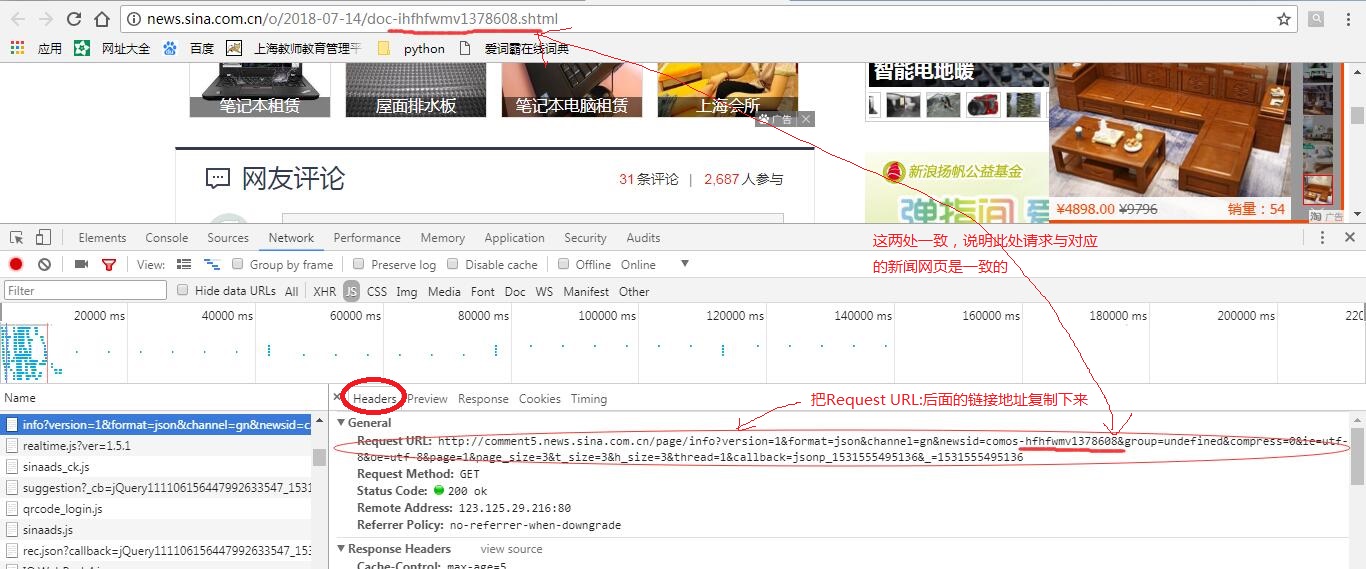 news.sina.com.cn/o/2018-07-14/doc-ihfhfwmv1378608.shtml
应用 网址大全 百度 上海教师教育管理平 python 爱词霸在线词典
笔记本租赁 屋面排水板 笔记本电脑租赁 上海会所
广告
智能电地暖
网友评论 31条评论 | 2,687人参与
新浪扬帆公益基金
弹指间 爱
¥4898.00 ¥9796 销量：54
淘 广告
Elements Console Sources Network Performance Memory Application Security Audits
这两处一致，说明此处请求与对应
的新闻网页是一致的
View: Group by frame Preserve log Disable cache Offline Online
Filter Hide data URLs All XHR JS CSS Img Media Font Doc WS Manifest Other
20000 ms 40000 ms 60000 ms 80000 ms 100000 ms 120000 ms 140000 ms 160000 ms 180000 ms 200000 ms 220
Name
Headers Preview Response Cookies Timing
把Request URL:后面的链接地址复制下来
info?version=1&format=json&channel=gn&newsid=c
realtime.js?ver=1.5.1
sinaads_ck.js
suggestion?_cb=jQuery111106156447992633547_1531
qrcode_login.js
sinaads.js
rec.json?callback=jQuery111106156447992633547_153
General
Request URL: http://comment5.news.sina.com.cn/page/info?version=1&format=json&channel=gn&newsid=comos-hfhfwmv1378608&group=undefined&compress=0&ie=utf-
8&oe=utf-8&page=1&page_size=3&t_size=3&h_size=3&thread=1&callback=jsonp_1531555495136&_=1531555495136
Request Method: GET
Status Code: 200 ok
Remote Address: 123.125.29.216:80
Referrer Policy: no-referrer-when-downgrade
Response Headers view source
Cache-Control: max-age=5